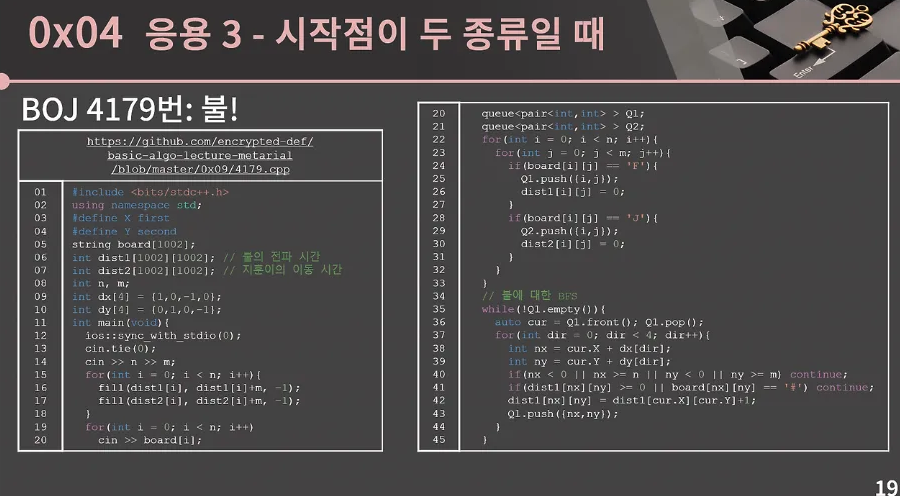 0x04 응용 3 - 시작점이 두 종류일 때
Enter
BOJ 4179번: 불!
https://github.com/encrypted-def/
basic-algo-lecture-metarial
/blob/master/0x09/4179.cpp
01 #include <bits/stdc++.h>
02 using namespace std;
03 #define X first
04 #define Y second
05 string board[1002];
06 int dist1[1002][1002]; // 불의 전파 시간
07 int dist2[1002][1002]; // 지훈이의 이동 시간
08 int n, m;
09 int dx[4] = {1,0,-1,0};
10 int dy[4] = {0,1,0,-1};
11 int main(void){
12 ios::sync_with_stdio(0);
13 cin.tie(0);
14 cin >> n >> m;
15 for(int i = 0; i < n; i++){
16 fill(dist1[i], dist1[i]+m, -1);
17 fill(dist2[i], dist2[i]+m, -1);
18 }
19 for(int i = 0; i < n; i++)
20 cin >> board[i];
20 queue<pair<int,int> > Q1;
21 queue<pair<int,int> > Q2;
22 for(int i = 0; i < n; i++){
23 for(int j = 0; j < m; j++){
24 if(board[i][j] == 'F'){
25 Q1.push({i,j});
26 dist1[i][j] = 0;
27 }
28 if(board[i][j] == 'J'){
29 Q2.push({i,j});
30 dist2[i][j] = 0;
31 }
32 }
33 }
34 // 불에 대한 BFS
35 while(!Q1.empty()){
36 auto cur = Q1.front(); Q1.pop();
37 for(int dir = 0; dir < 4; dir++){
38 int nx = cur.X + dx[dir];
39 int ny = cur.Y + dy[dir];
40 if(nx < 0 || nx >= n || ny < 0 || ny >= m) continue;
41 if(dist1[nx][ny] >= 0 || board[nx][ny] == '#') continue;
42 dist1[nx][ny] = dist1[cur.X][cur.Y]+1;
43 Q1.push({nx,ny});
44 }
45 }
19